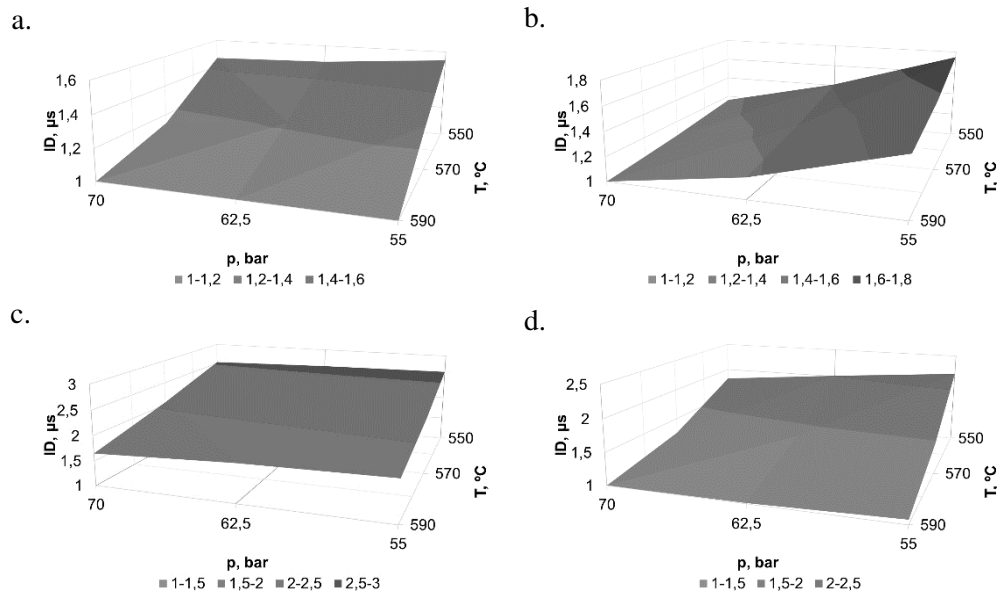 a.
1,6
1,4
1,2
1
ID, µs
70
62,5
55
p, bar
550
570
590
T, ºC
1-1,2 1,2-1,4 1,4-1,6
b.
1,8
1,6
1,4
1,2
1
ID, µs
70
62,5
55
p, bar
550
570
590
T, ºC
1-1,2 1,2-1,4 1,4-1,6 1,6-1,8
c.
3
2,5
2
1,5
1
ID, µs
70
62,5
55
p, bar
550
570
590
T, ºC
1-1,5 1,5-2 2-2,5 2,5-3
d.
2,5
2
1,5
1
ID, µs
70
62,5
55
p, bar
550
570
590
T, ºC
1-1,5 1,5-2 2-2,5